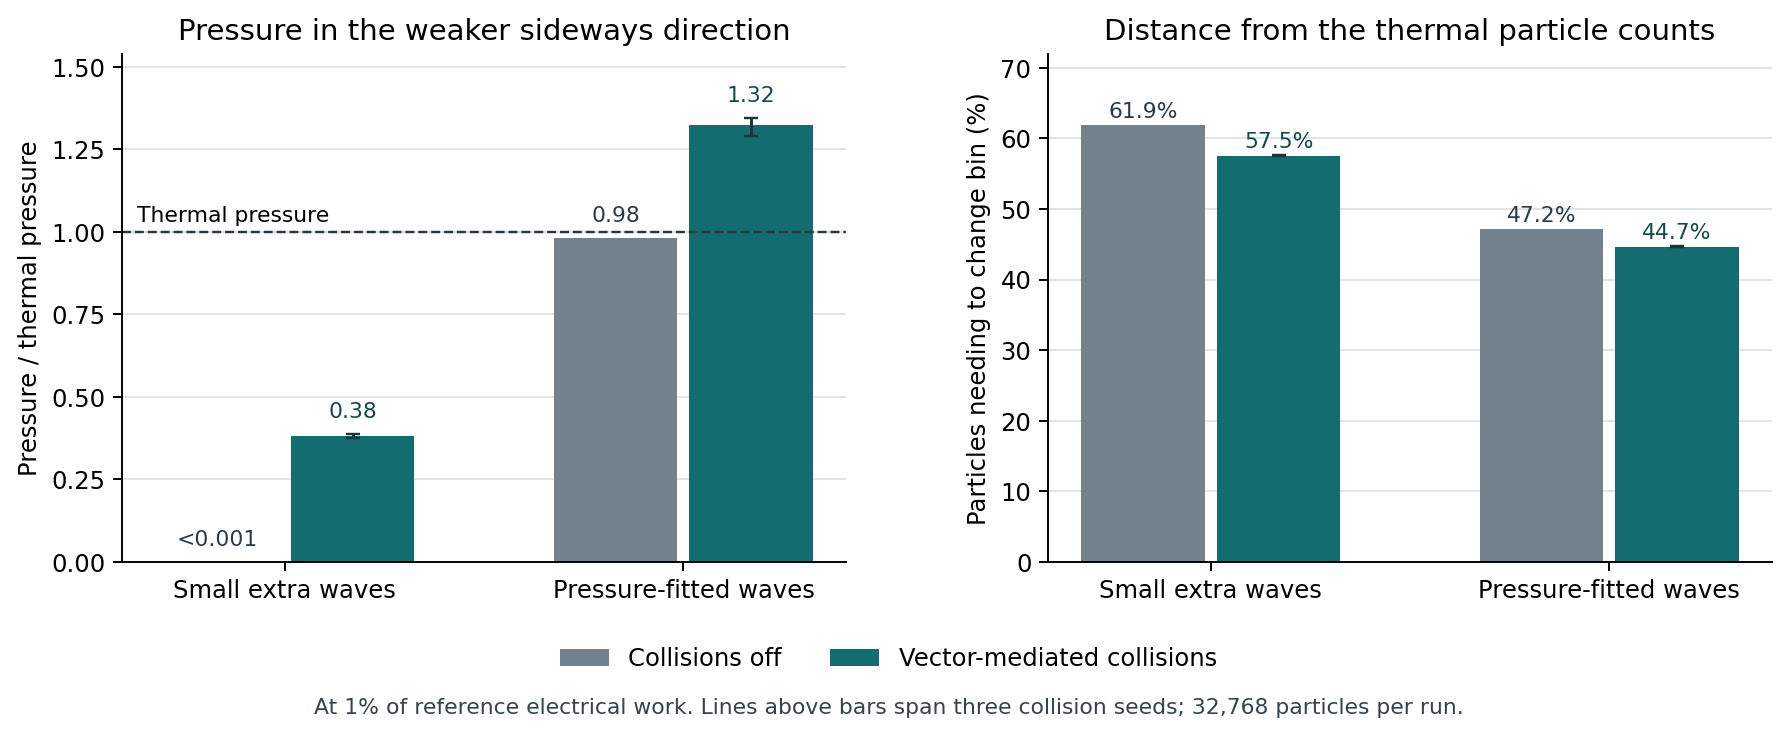 Pressure in the weaker sideways direction
Pressure / thermal pressure
1.50
1.25
1.00
0.75
0.50
0.25
0.00
Thermal pressure
<0.001
0.38
0.98
1.32
Small extra waves
Pressure-fitted waves
Distance from the thermal particle counts
Particles needing to change bin (%)
70
60
50
40
30
20
10
0
61.9%
57.5%
47.2%
44.7%
Small extra waves
Pressure-fitted waves
Collisions off
Vector-mediated collisions
At 1% of reference electrical work. Lines above bars span three collision seeds; 32,768 particles per run.